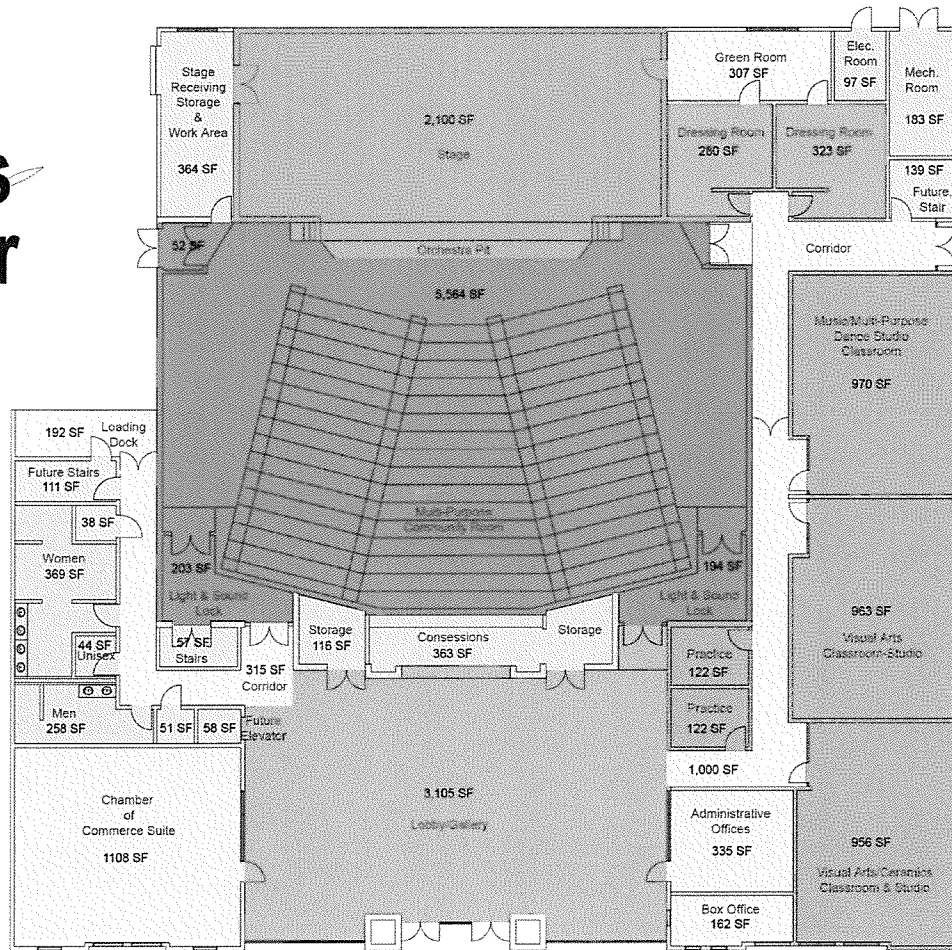 s
r
Stage
Receiving
Storage
&
Work Area
364 SF
2,100 SF
Stage
Green Room
307 SF
Elec.
Room
97 SF
Mech.
Room
183 SF
Dressing Room
280 SF
Dressing Room
323 SF
139 SF
Future
Stair
52 SF
Orchestra Pit
Corridor
5,564 SF
Music/Multi-Purpose
Dance Studio
Classroom
970 SF
192 SF
Loading
Dock
Future Stairs
111 SF
38 SF
Women
369 SF
Multi-Purpose
Community Room
203 SF
Light & Sound
Lock
194 SF
Light & Sound
Lock
963 SF
Visual Arts
Classroom-Studio
44 SF
Unisex
57 SF
Stairs
315 SF
Corridor
Storage
116 SF
Consessions
363 SF
Storage
Practice
122 SF
Practice
122 SF
Men
258 SF
51 SF
58 SF
Future
Elevator
1,000 SF
Chamber
of
Commerce Suite
1108 SF
3,105 SF
Lobby/Gallery
Administrative
Offices
335 SF
956 SF
Visual Arts/Ceramics
Classroom & Studio
Box Office
162 SF